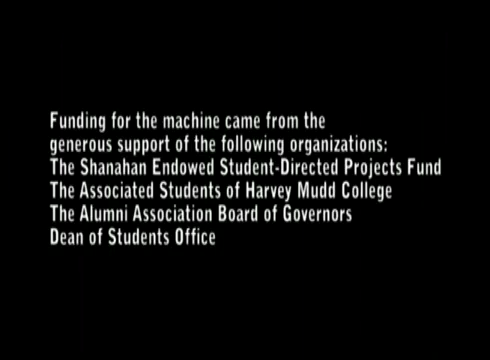 Funding for the machine came from the
generous support of the following organizations:
The Shanahan Endowed Student-Directed Projects Fund
The Associated Students of Harvey Mudd College
The Alumni Association Board of Governors
Dean of Students Office